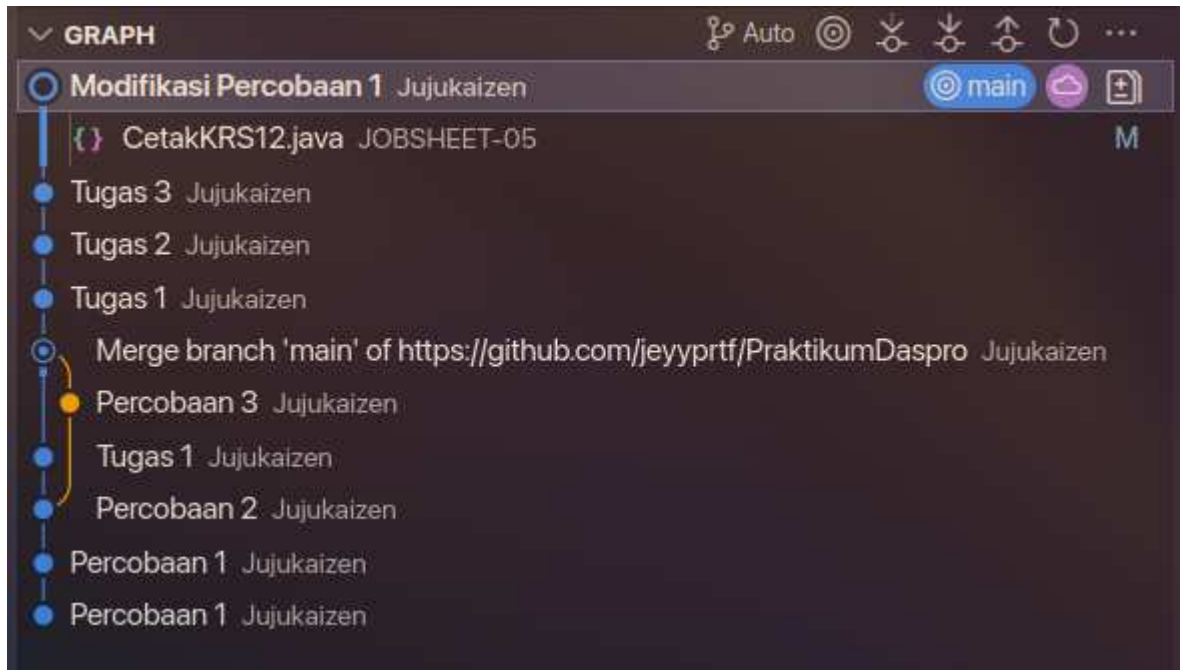 GRAPH Auto
Modifikasi Percobaan 1 Jujukaizen main
{} CetakKRS12.java JOBSHEET-05 M
Tugas 3 Jujukaizen
Tugas 2 Jujukaizen
Tugas 1 Jujukaizen
Merge branch 'main' of https://github.com/jeyyprtf/PraktikumDaspro Jujukaizen
Percobaan 3 Jujukaizen
Tugas 1 Jujukaizen
Percobaan 2 Jujukaizen
Percobaan 1 Jujukaizen
Percobaan 1 Jujukaizen